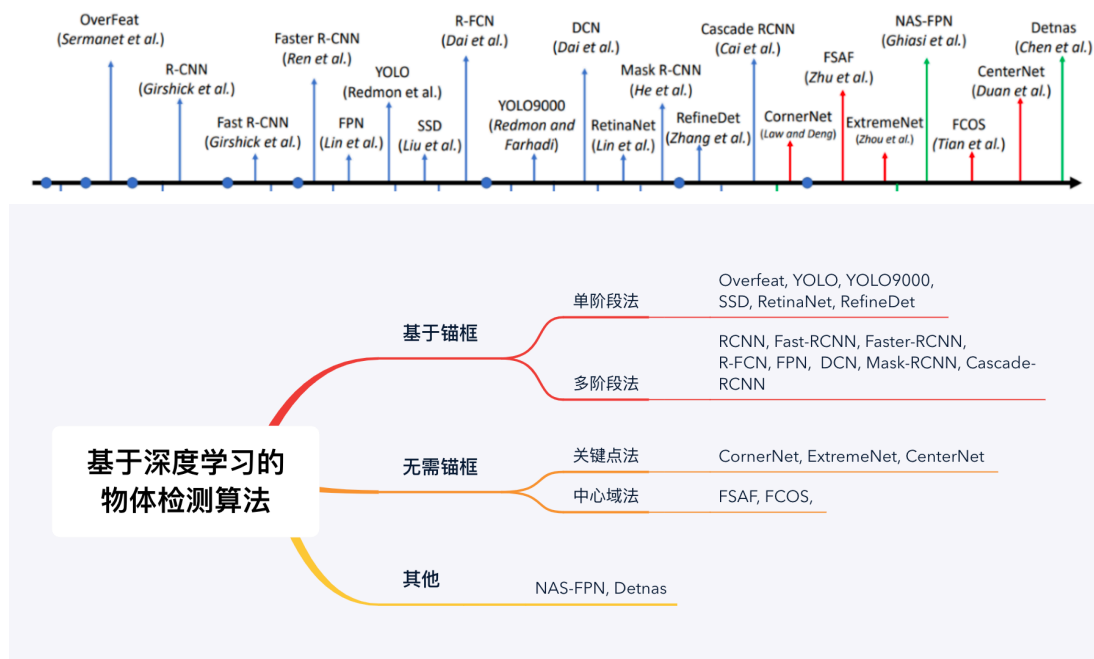 OverFeat
(Sermanet et al.)
R-CNN
(Girshick et al.)
Fast R-CNN
(Girshick et al.)
Faster R-CNN
(Ren et al.)
FPN
(Lin et al.)
YOLO
(Redmon et al.)
SSD
(Liu et al.)
R-FCN
(Dai et al.)
YOLO9000
(Redmon and
Farhadi)
DCN
(Dai et al.)
RetinaNet
(Lin et al.)
Mask R-CNN
(He et al.)
RefineDet
(Zhang et al.)
Cascade RCNN
(Cai et al.)
CornerNet
(Law and Deng)
FSAF
(Zhu et al.)
ExtremeNet
(Zhou et al.)
NAS-FPN
(Ghiasi et al.)
FCOS
(Tian et al.)
CenterNet
(Duan et al.)
Detnas
(Chen et al.)
基于深度学习的
物体检测算法
基于锚框
单阶段法
Overfeat, YOLO, YOLO9000,
SSD, RetinaNet, RefineDet
多阶段法
RCNN, Fast-RCNN, Faster-RCNN,
R-FCN, FPN, DCN, Mask-RCNN, Cascade-
RCNN
无需锚框
关键点法
CornerNet, ExtremeNet, CenterNet
中心域法
FSAF, FCOS,
其他
NAS-FPN, Detnas